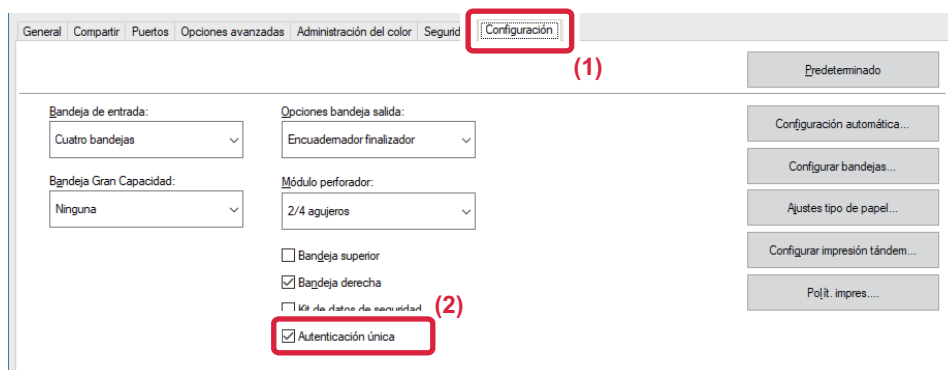 General Compartir Puertos Opciones avanzadas Administración del color Segurid Configuración
(1)
Predeterminado
Bandeja de entrada:
Cuatro bandejas
Opciones bandeja salida:
Encuadernador finalizador
Configuración automática...
Configurar bandejas...
Bandeja Gran Capacidad:
Ninguna
Módulo perforador:
2/4 agujeros
Ajustes tipo de papel...
Configurar impresión tándem...
Bandeja superior
Bandeja derecha
Polít. impres....
Kit de datos de seguridad
(2)
Autenticación única